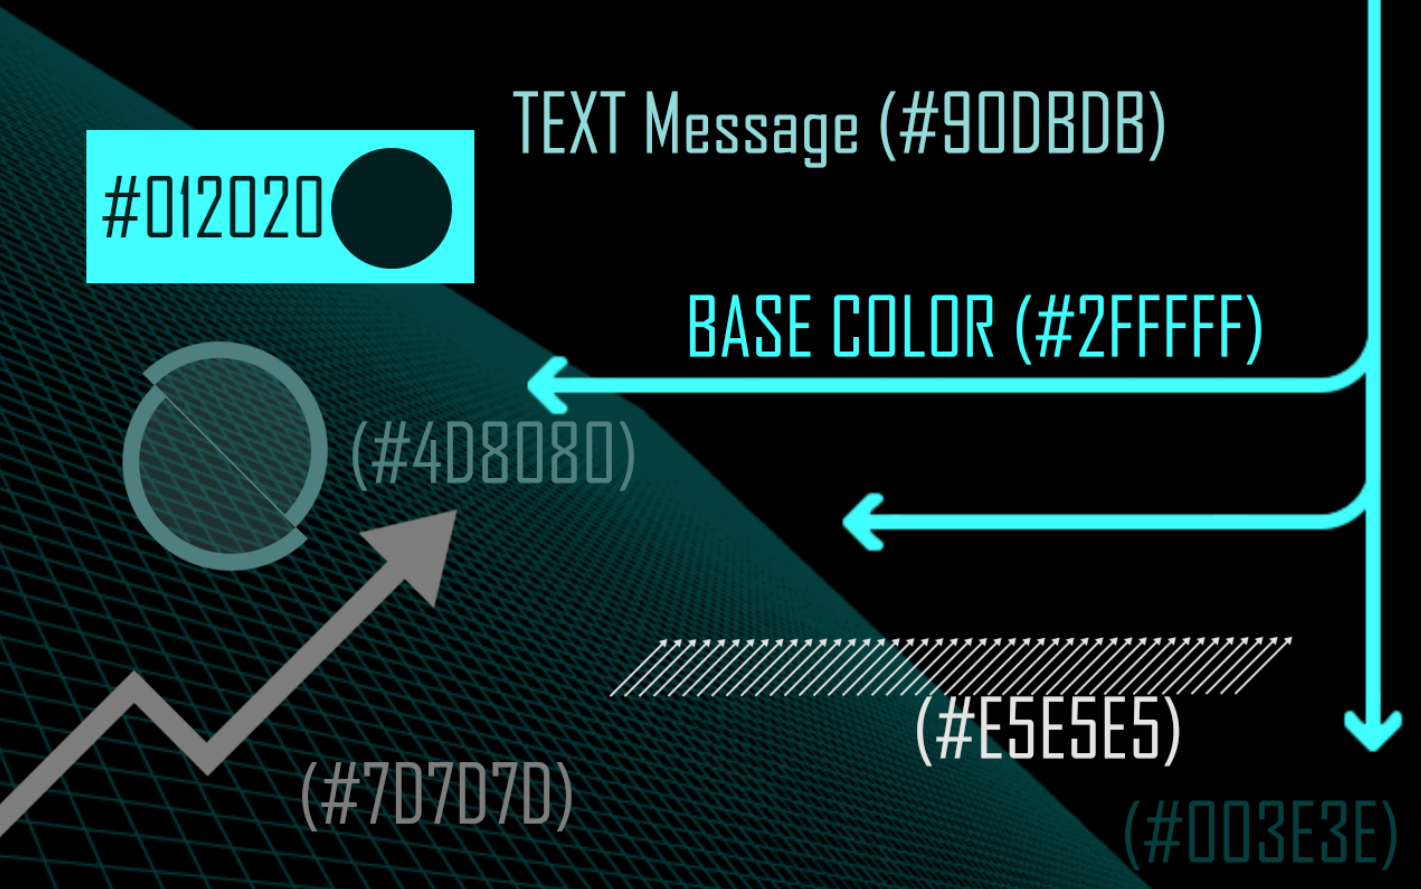 TEXT Message (#90DBDB)
#012020
BASE COLOR (#2FFFFF)
(#4D8080)
(#E5E5E5)
(#7D7D7D)
(#003E3E)